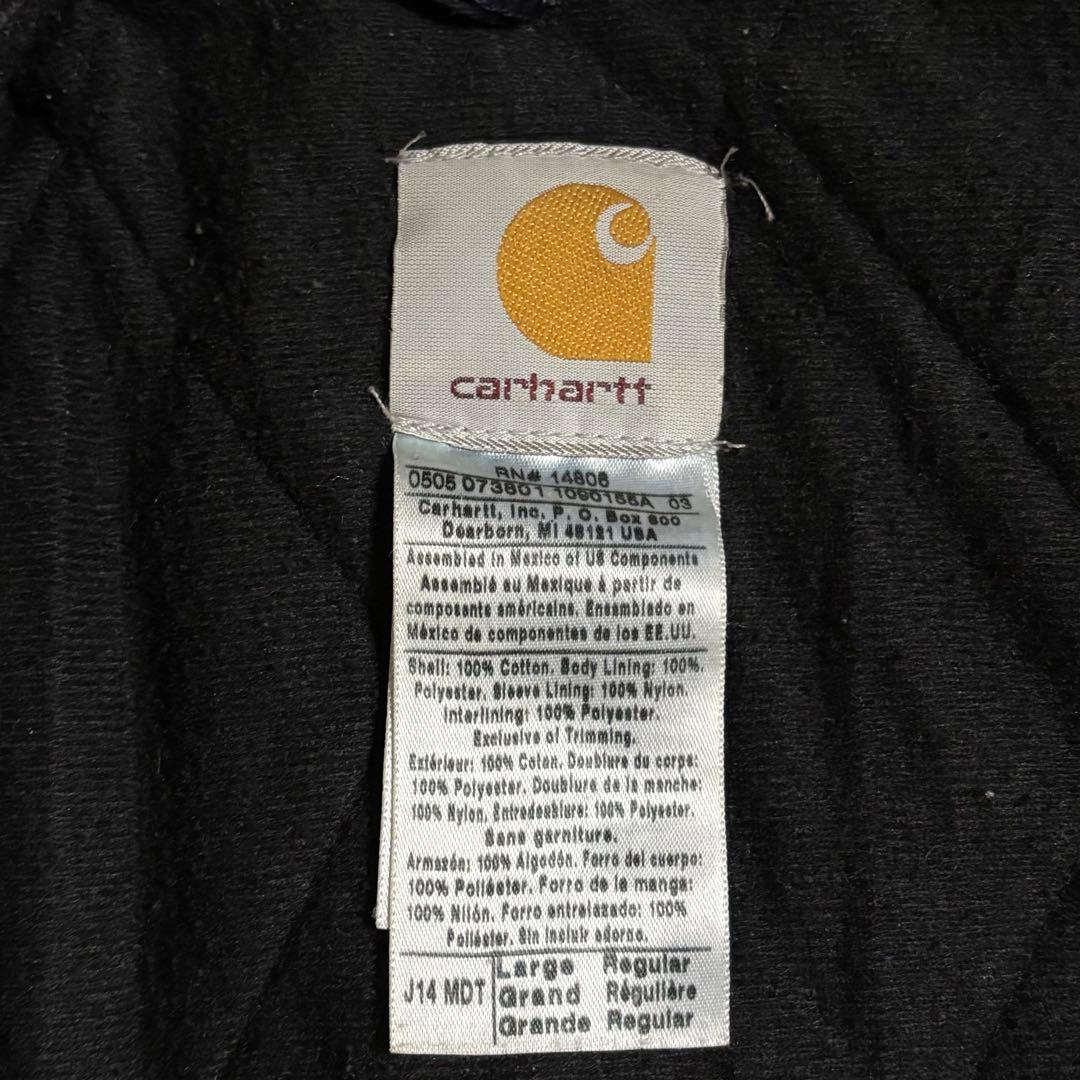 carhartt
RN# 14806
0505 073801 1090155A 03
Carhartt, Inc. P. O. Box 600
Dearborn, MI 48121 USA
Assembled in Mexico of US Components
Assemblé au Mexique à partir de
composants américains. Ensamblado en
México de componentes de los EE.UU.
Shell: 100% Cotton. Body Lining: 100%.
Polyester. Sleeve Lining: 100% Nylon.
Interlining: 100% Polyester.
Exclusive of Trimming.
Extérieur: 100% Coton. Doublure du corps:
100% Polyester. Doublure de la manche:
100% Nylon. Entredoublure: 100% Polyester.
Sans garniture.
Armazón: 100% Algodón. Forro del cuerpo:
100% Poliéster. Forro de la manga:
100% Nilón. Forro entrelazado: 100%
Poliéster. Sin incluir adorno.
J14 MDT
Large Regular
Grand Régulière
Grande Regular